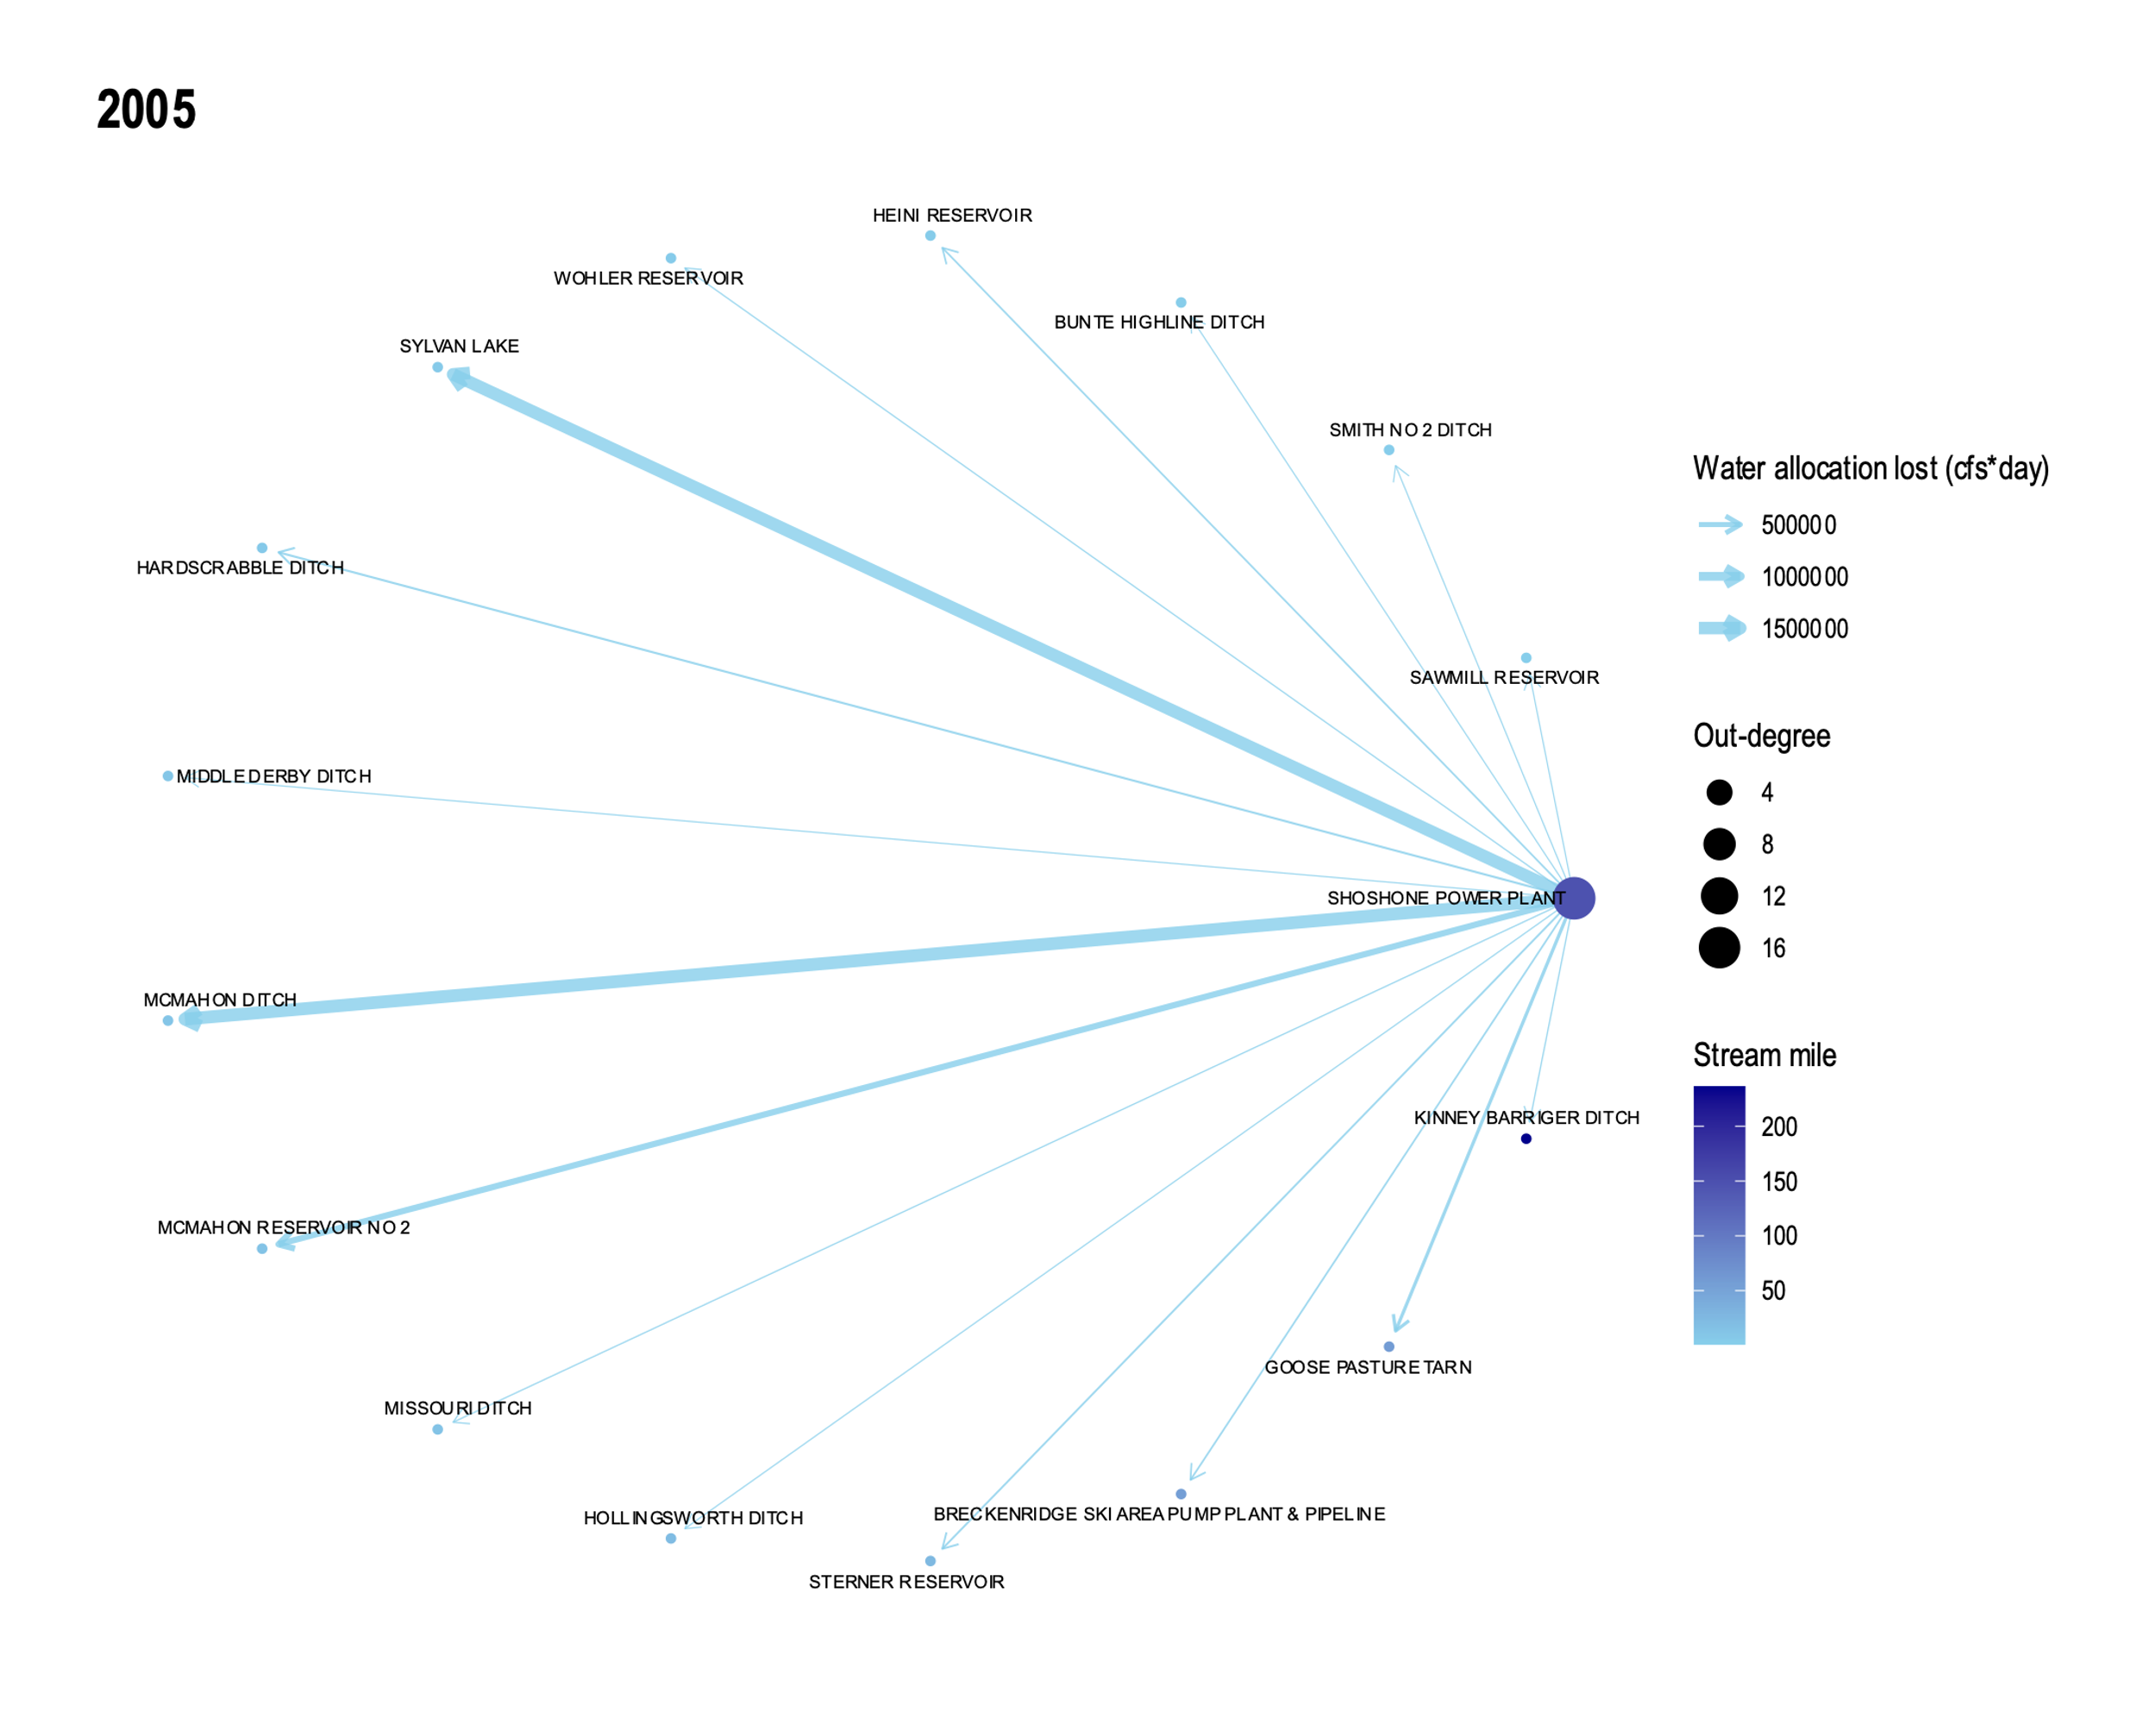 2005
HEINI RESERVOIR
WOHLER RESERVOIR
BUNTE HIGHLINE DITCH
SYLVAN LAKE
SMITH NO 2 DITCH
HARDSCRABBLE DITCH
SAWMILL RESERVOIR
MIDDLE DERBY DITCH
SHOSHONE POWER PLANT
MCMAHON DITCH
KINNEY BARRIGER DITCH
MCMAHON RESERVOIR NO 2
GOOSE PASTURE TARN
MISSOURI DITCH
HOLLINGSWORTH DITCH
BRECKENRIDGE SKI AREA PUMP PLANT & PIPELINE
STERNER RESERVOIR
Water allocation lost (cfs*day)
500000
1000000
1500000
Out-degree
4
8
12
16
Stream mile
200
150
100
50